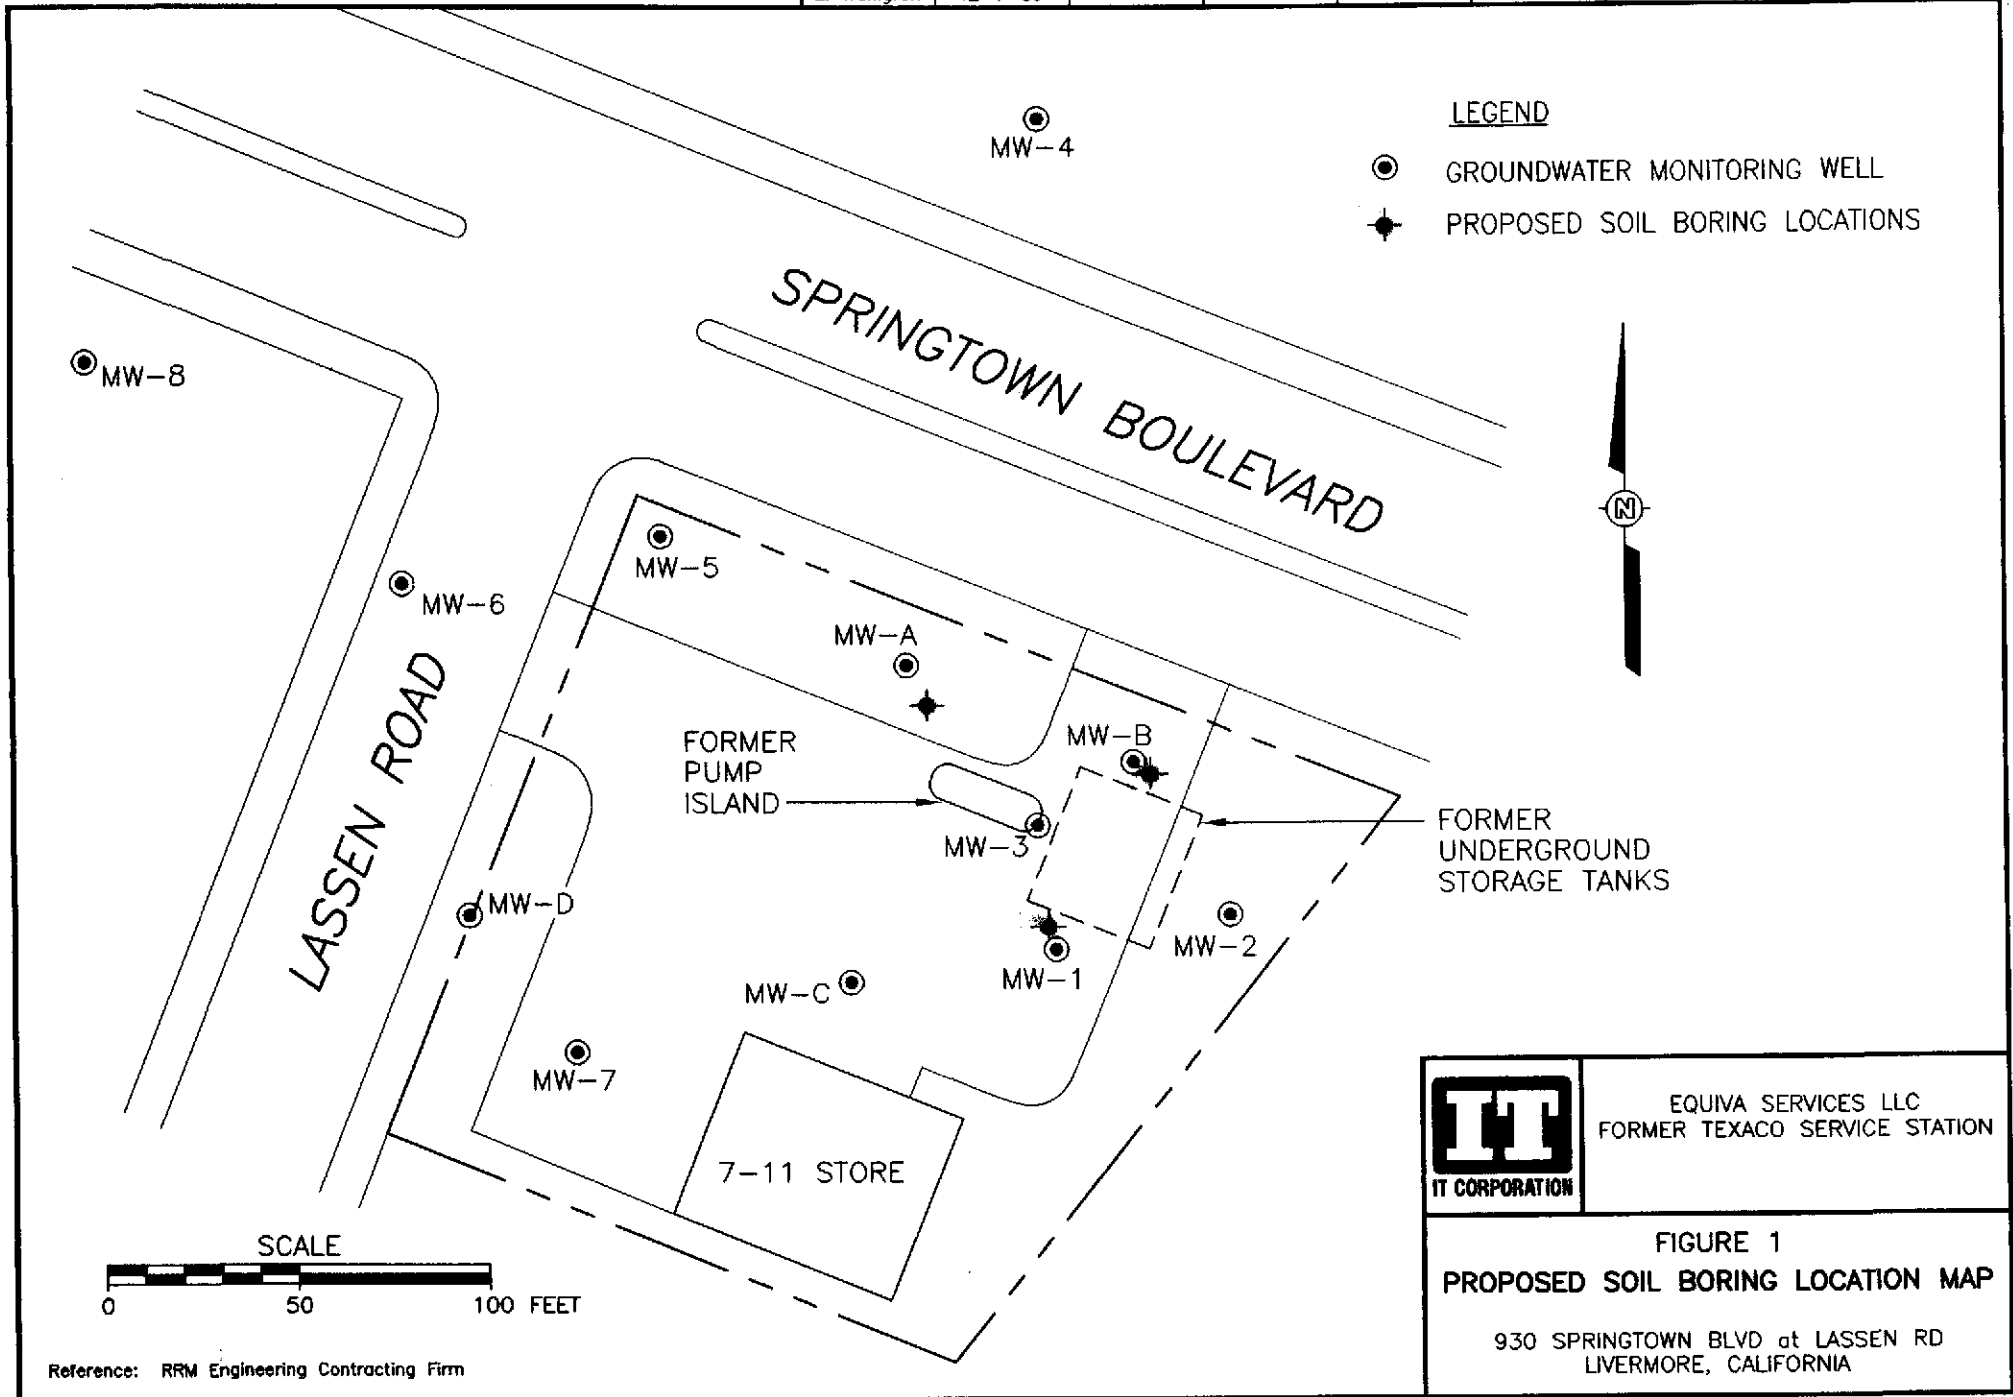 MW-4
LEGEND
GROUNDWATER MONITORING WELL
PROPOSED SOIL BORING LOCATIONS
SPRINGTOWN BOULEVARD
MW-8
N
MW-5
MW-6
MW-A
LASSEN ROAD
FORMER
PUMP
ISLAND
MW-B
MW-3
FORMER
UNDERGROUND
STORAGE TANKS
MW-D
MW-2
MW-1
MW-C
MW-7
7-11 STORE
IT
IT CORPORATION
EQUIVA SERVICES LLC
FORMER TEXACO SERVICE STATION
SCALE
0 50 100 FEET
FIGURE 1
PROPOSED SOIL BORING LOCATION MAP
930 SPRINGTOWN BLVD at LASSEN RD
LIVERMORE, CALIFORNIA
Reference: RRM Engineering Contracting Firm